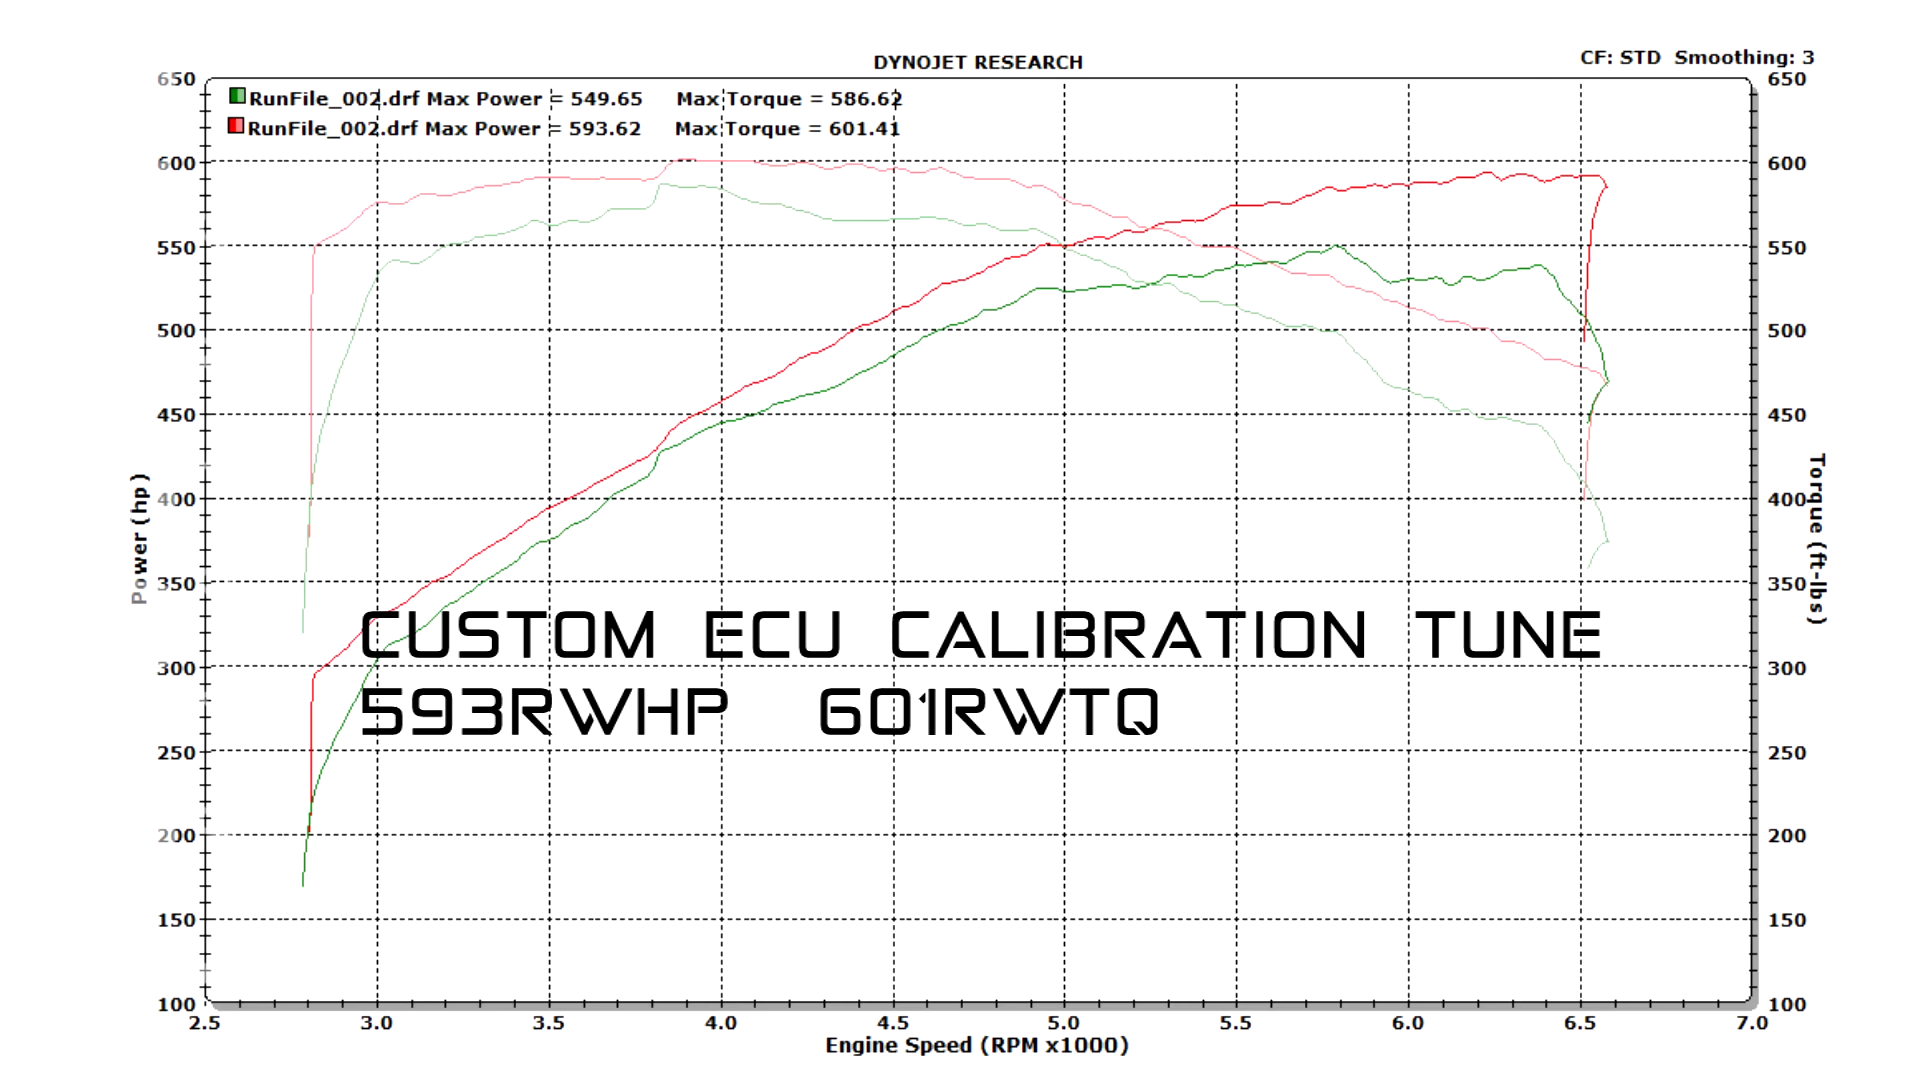 DYNOJET RESEARCH
CF: STD Smoothing: 3
RunFile_002.drf Max Power = 549.65 Max Torque = 586.62
RunFile_002.drf Max Power = 593.62 Max Torque = 601.41
650 650
600 600
550 550
500 500
450 450
400 400
350 350
300 300
250 250
200 200
150 150
100 100
Power (hp)
Torque (ft-lbs)
CUSTOM ECU CALIBRATION TUNE
593RWHP 601RWTQ
2.5 3.0 3.5 4.0 4.5 5.0 5.5 6.0 6.5 7.0
Engine Speed (RPM x1000)